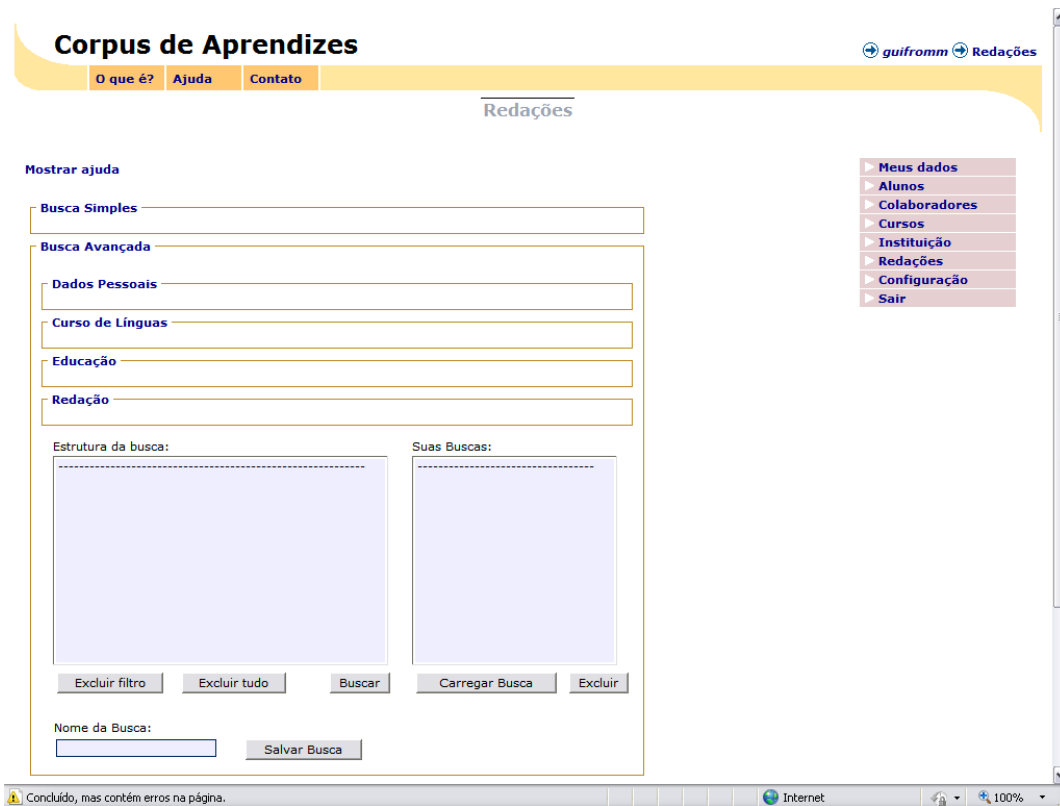 Corpus de Aprendizes
guifromm Redações
O que é? Ajuda Contato
Redações
Mostrar ajuda
Busca Simples
Busca Avançada
Dados Pessoais
Curso de Línguas
Educação
Redação
Estrutura da busca:
-----------------------------------------------------------
Suas Buscas:
----------------------------------
Excluir filtro Excluir tudo Buscar
Carregar Busca Excluir
Nome da Busca:
Salvar Busca
Meus dados
Alunos
Colaboradores
Cursos
Instituição
Redações
Configuração
Sair
Concluído, mas contém erros na página. Internet 100%